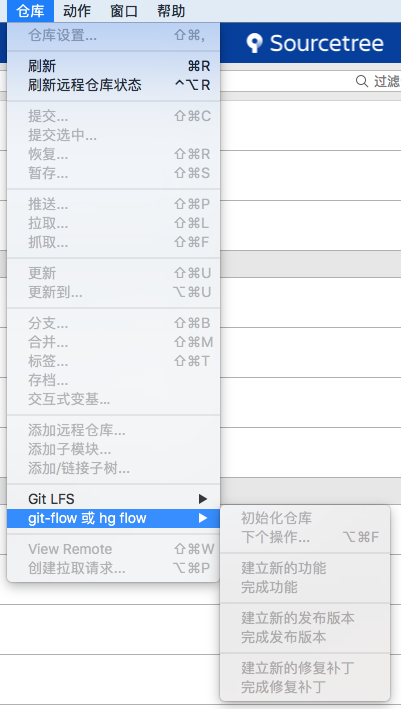 仓库 动作 窗口 帮助
仓库设置... ⇧⌘,
Sourcetree
刷新 ⌘R
刷新远程仓库状态 ^⌥R
过滤
提交... ⇧⌘C
提交选中...
恢复... ⇧⌘R
暂存... ⇧⌘S
推送... ⇧⌘P
拉取... ⇧⌘L
抓取... ⇧⌘F
更新 ⇧⌘U
更新到... ⌥⌘U
分支... ⇧⌘B
合并... ⇧⌘M
标签... ⇧⌘T
存档...
交互式变基...
添加远程仓库...
添加子模块...
添加/链接子树...
Git LFS
git-flow 或 hg flow
View Remote ⇧⌘W
创建拉取请求... ⌥⌘P
初始化仓库
下个操作... ⌥⌘F
建立新的功能
完成功能
建立新的发布版本
完成发布版本
建立新的修复补丁
完成修复补丁